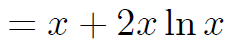 = x + 2x ln x